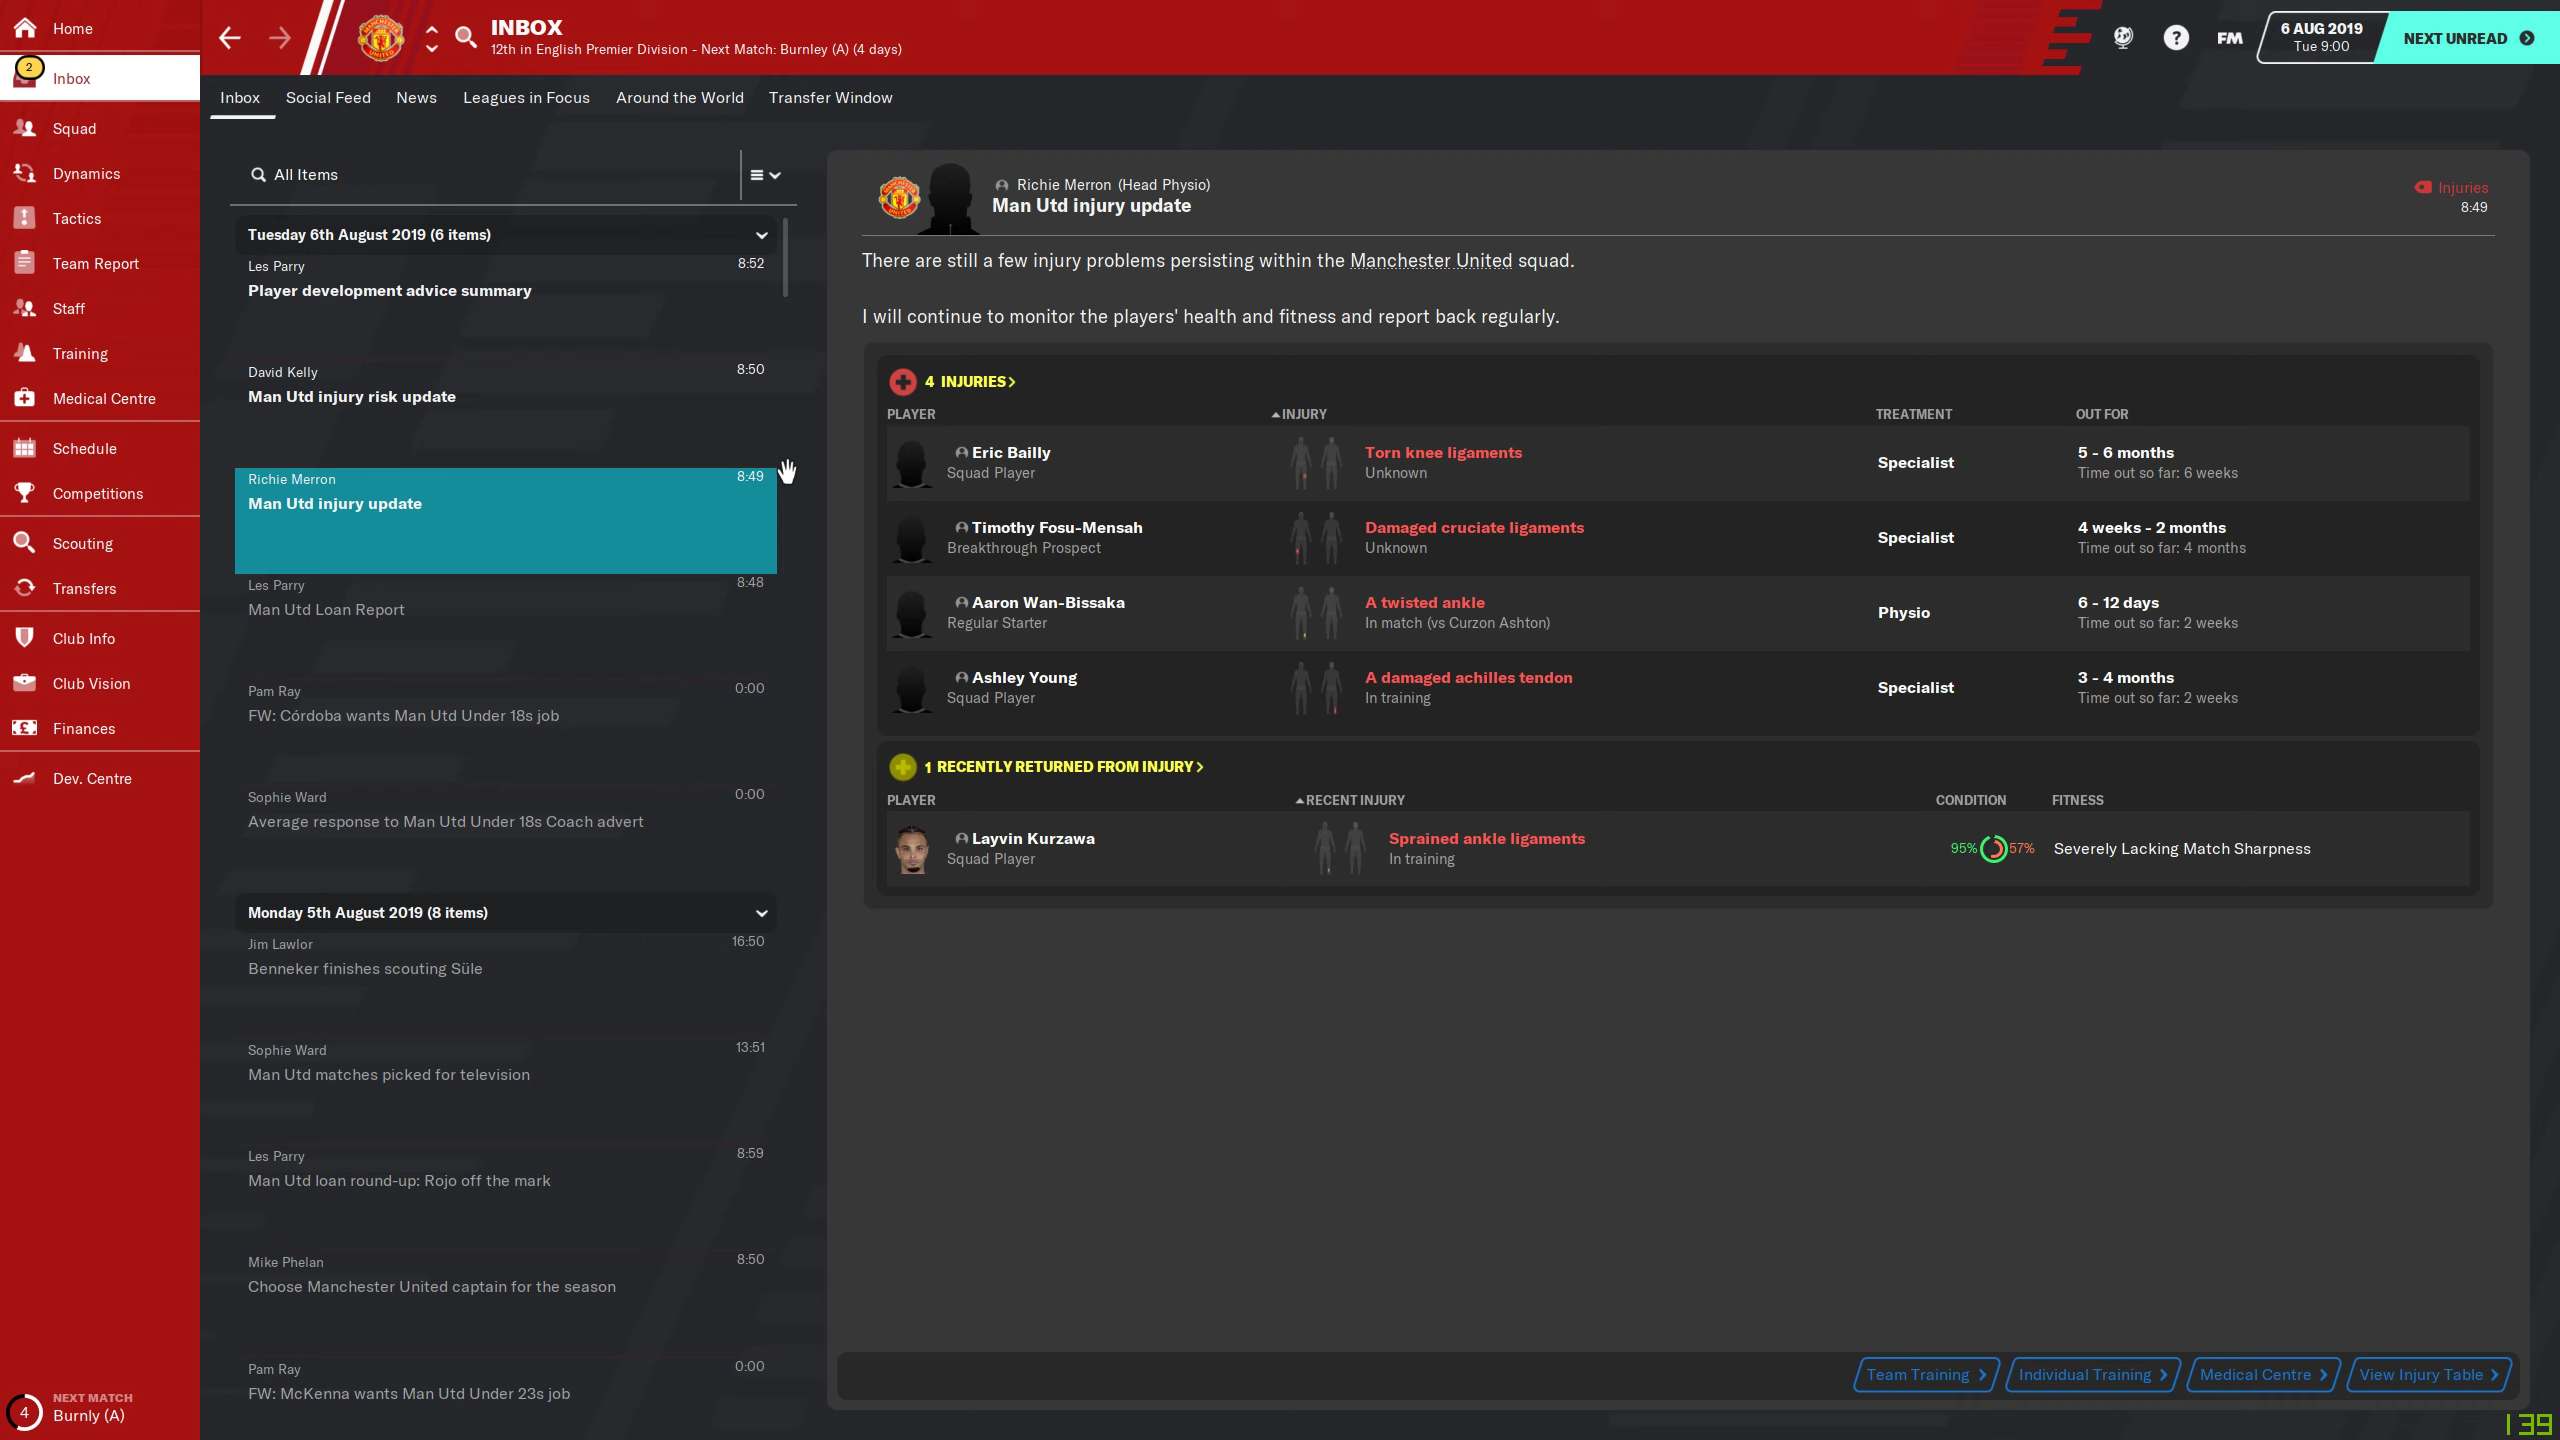 Home
2
Inbox
Squad
Dynamics
Tactics
Team Report
Staff
Training
Medical Centre
Schedule
Competitions
Scouting
Transfers
Club Info
Club Vision
Finances
Dev. Centre
NEXT MATCH
4
Burnly (A)
INBOX
12th in English Premier Division - Next Match: Burnley (A) (4 days)
?
FM
6 AUG 2019
Tue 9:00
NEXT UNREAD
Inbox Social Feed News Leagues in Focus Around the World Transfer Window
All Items
Tuesday 6th August 2019 (6 items)
Les Parry 8:52
Player development advice summary
David Kelly 8:50
Man Utd injury risk update
Richie Merron 8:49
Man Utd injury update
Les Parry 8:48
Man Utd Loan Report
Pam Ray 0:00
FW: Córdoba wants Man Utd Under 18s job
Sophie Ward 0:00
Average response to Man Utd Under 18s Coach advert
Monday 5th August 2019 (8 items)
Jim Lawlor 16:50
Benneker finishes scouting Süle
Sophie Ward 13:51
Man Utd matches picked for television
Les Parry 8:59
Man Utd loan round-up: Rojo off the mark
Mike Phelan 8:50
Choose Manchester United captain for the season
Pam Ray 0:00
FW: McKenna wants Man Utd Under 23s job
Richie Merron (Head Physio)
Man Utd injury update
Injuries
8:49
There are still a few injury problems persisting within the Manchester United squad.
I will continue to monitor the players' health and fitness and report back regularly.
4 INJURIES>
PLAYER INJURY TREATMENT OUT FOR
Eric Bailly Torn knee ligaments Specialist 5 - 6 months
Squad Player Unknown Time out so far: 6 weeks
Timothy Fosu-Mensah Damaged cruciate ligaments Specialist 4 weeks - 2 months
Breakthrough Prospect Unknown Time out so far: 4 months
Aaron Wan-Bissaka A twisted ankle Physio 6 - 12 days
Regular Starter In match (vs Curzon Ashton) Time out so far: 2 weeks
Ashley Young A damaged achilles tendon Specialist 3 - 4 months
Squad Player In training Time out so far: 2 weeks
1 RECENTLY RETURNED FROM INJURY>
PLAYER RECENT INJURY CONDITION FITNESS
Layvin Kurzawa Sprained ankle ligaments 95% 57% Severely Lacking Match Sharpness
Squad Player In training
Team Training > Individual Training > Medical Centre > View Injury Table >
139